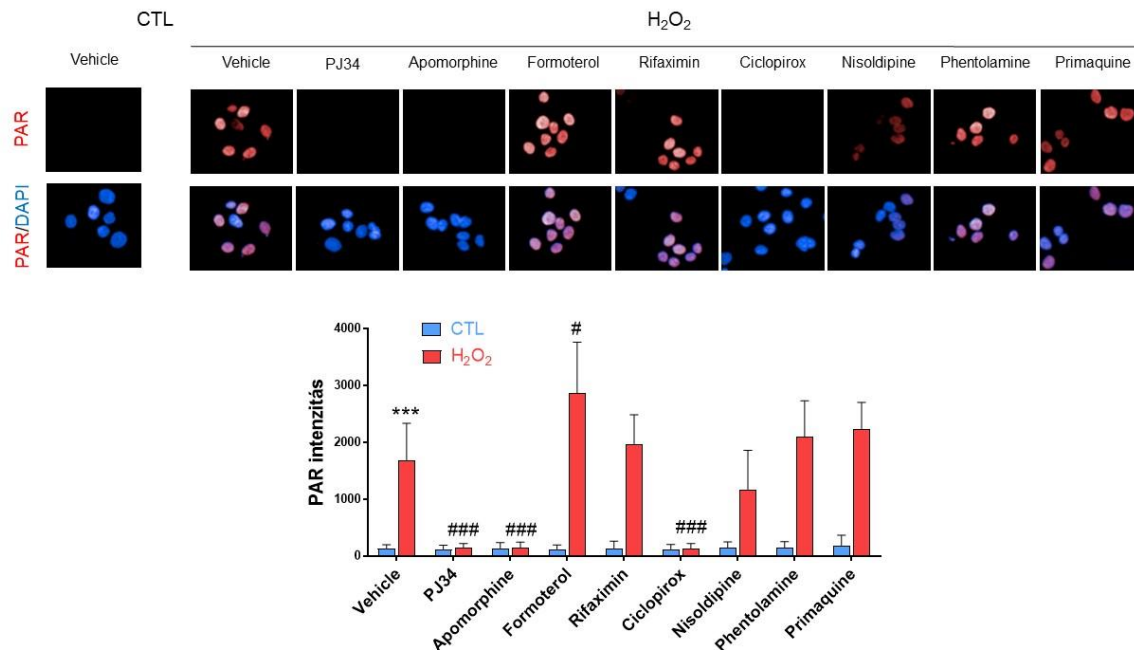 CTL H₂O₂
Vehicle Vehicle PJ34 Apomorphine Formoterol Rifaximin Ciclopirox Nisoldipine Phentolamine Primaquine
PAR
PAR/DAPI
CTL
H₂O₂
PAR intenzitás
4000
3000
2000
1000
0
***
###
###
#
###
Vehicle
PJ34
Apomorphine
Formoterol
Rifaximin
Ciclopirox
Nisoldipine
Phentolamine
Primaquine